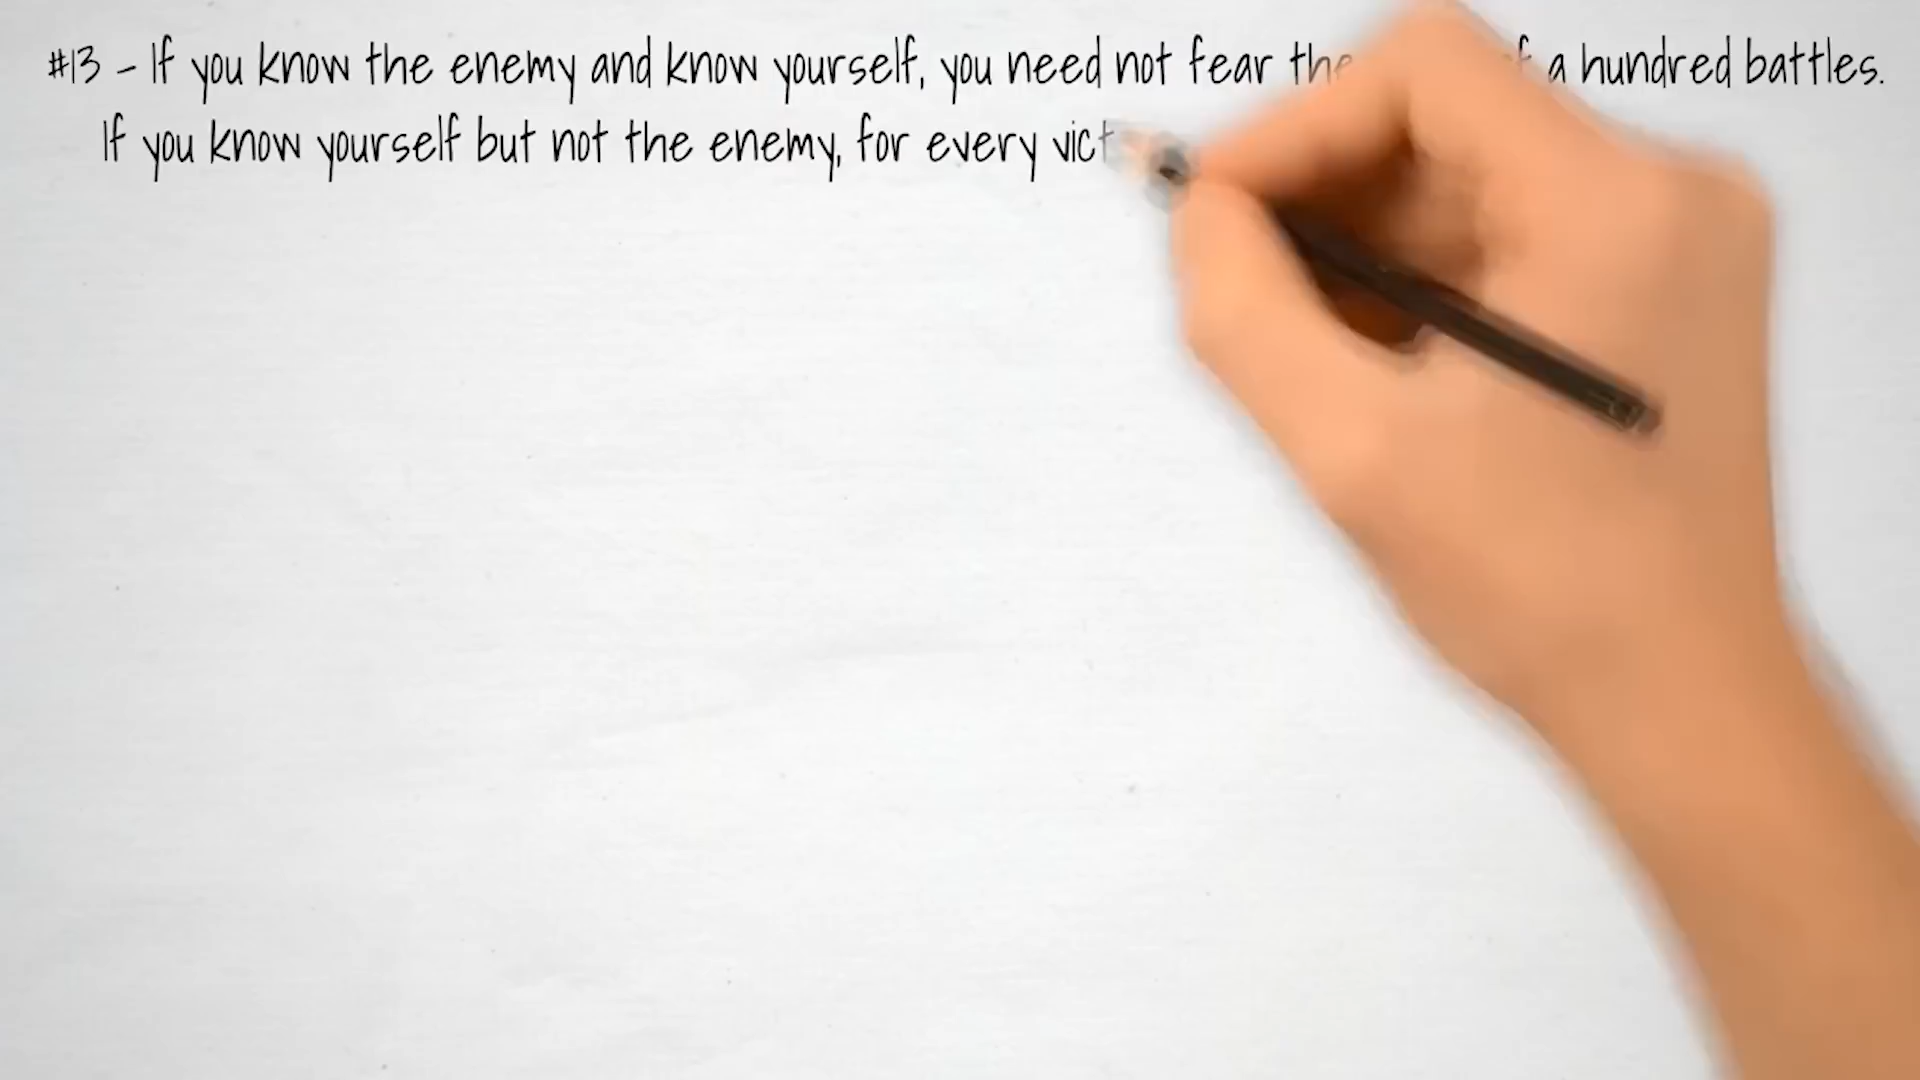 #13 - If you know the enemy and know yourself, you need not fear the a hundred battles.
If you know yourself but not the enemy, for every